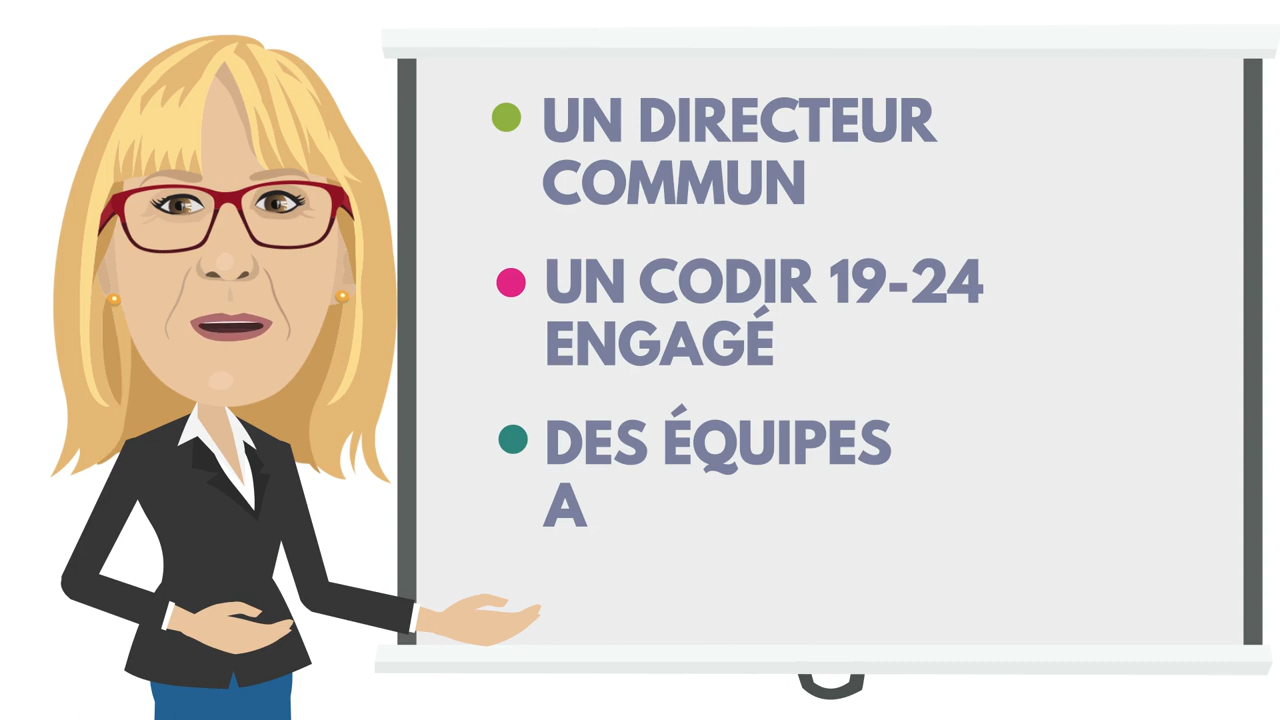 UN DIRECTEUR
COMMUN
UN CODIR 19-24
ENGAGÉ
DES ÉQUIPES
A